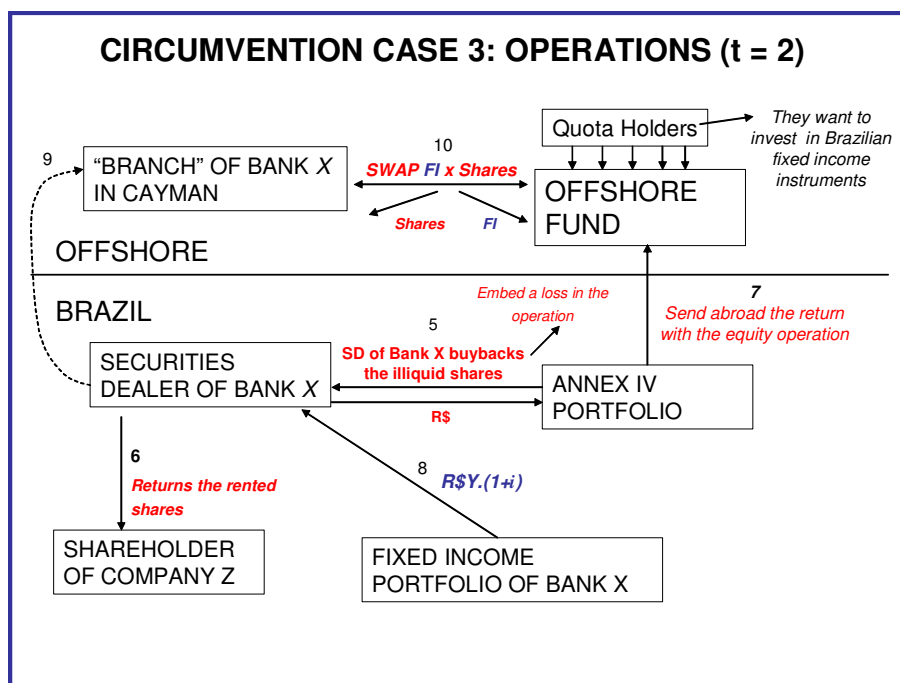 CIRCUMVENTION CASE 3: OPERATIONS (t = 2)
Quota Holders
They want to
invest in Brazilian
fixed income
instruments
9
"BRANCH" OF BANK X
IN CAYMAN
10
SWAP FI x Shares
Shares
FI
OFFSHORE
FUND
OFFSHORE
BRAZIL
Embed a loss in the
operation
7
Send abroad the return
with the equity operation
5
SD of Bank X buybacks
the illiquid shares
SECURITIES
DEALER OF BANK X
R$
ANNEX IV
PORTFOLIO
6
Returns the rented
shares
8
R$Y.(1+i)
SHAREHOLDER
OF COMPANY Z
FIXED INCOME
PORTFOLIO OF BANK X